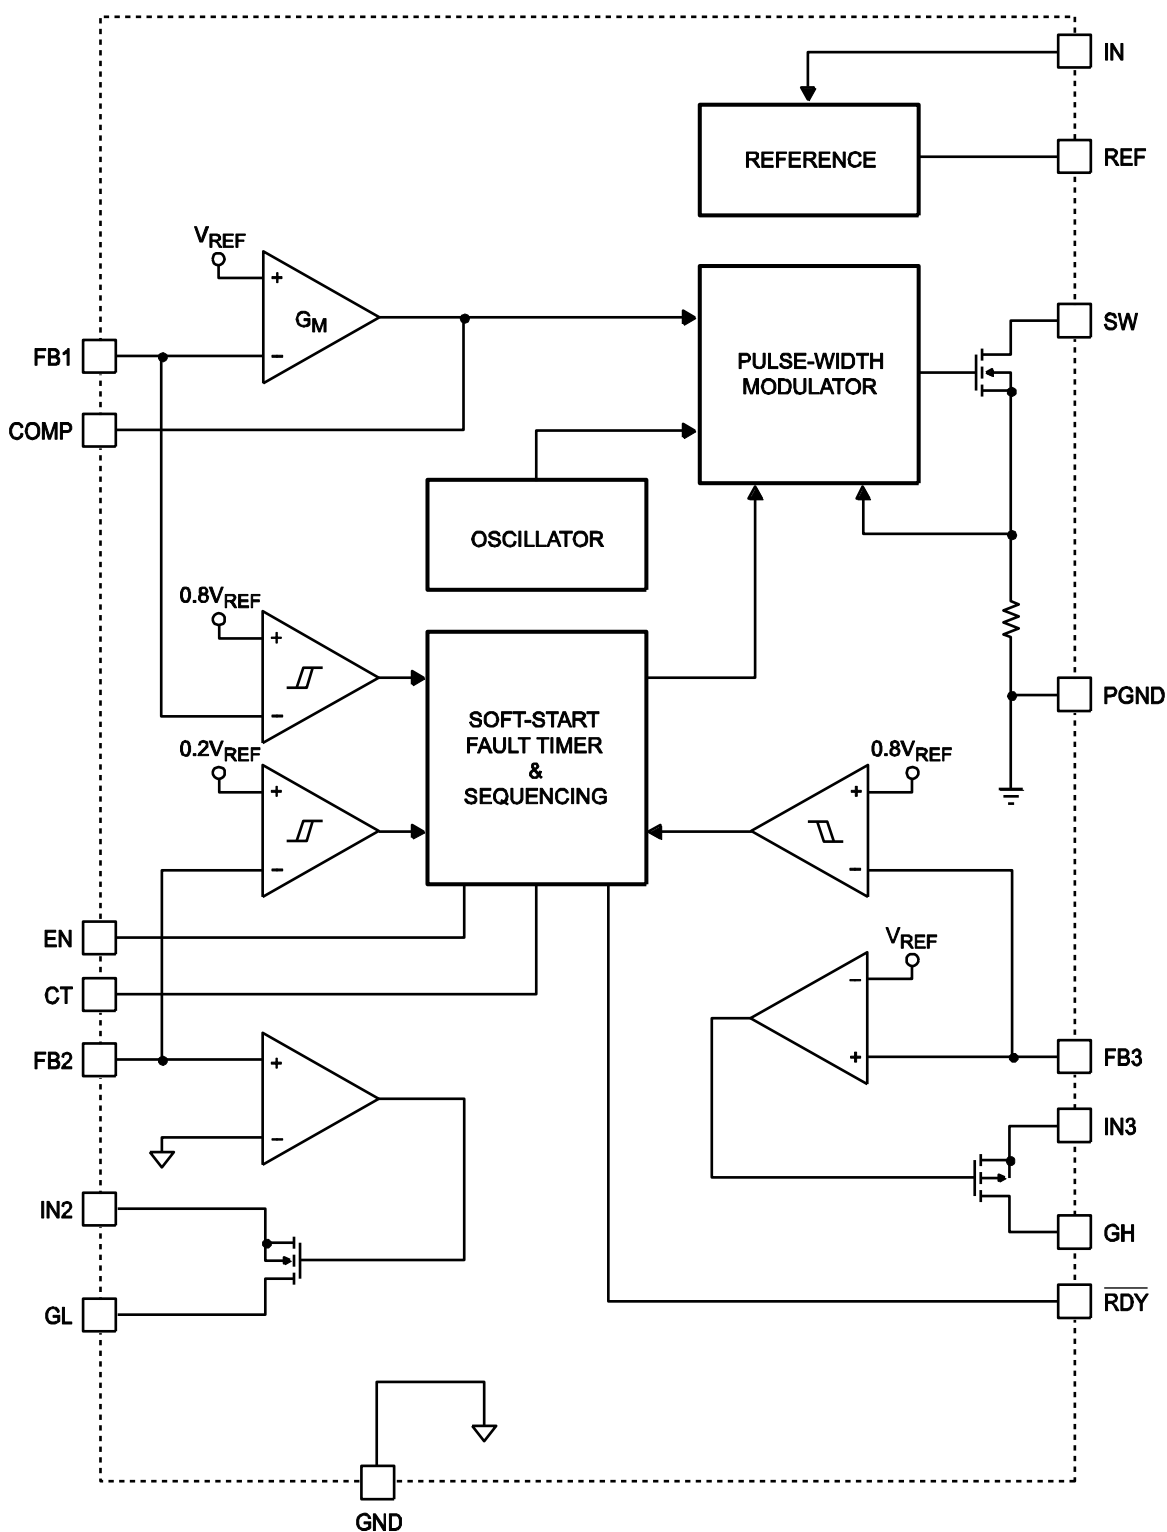 IN
REFERENCE
REF
VREF
+
GM
−
FB1
COMP
PULSE-WIDTH
MODULATOR
SW
OSCILLATOR
0.8VREF
+
−
SOFT-START
FAULT TIMER
&
SEQUENCING
PGND
0.2VREF
+
−
0.8VREF
+
−
EN
CT
VREF
−
+
FB2
+
−
FB3
IN3
IN2
GH
GL
RDY
GND